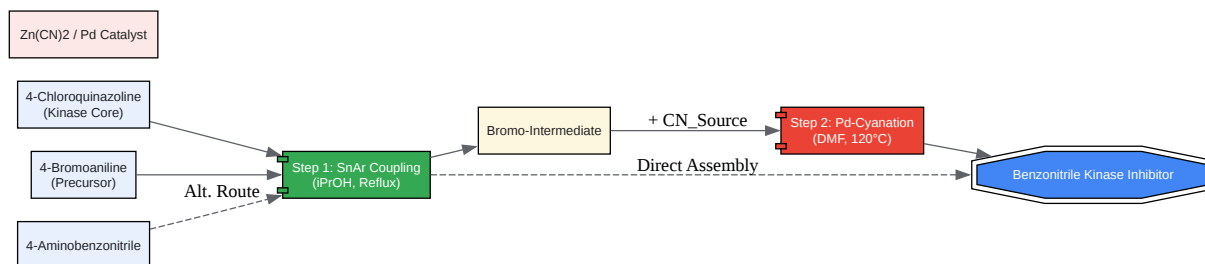 Zn(CN)2 / Pd Catalyst
4-Chloroquinazoline
(Kinase Core)
4-Bromoaniline
(Precursor)
Alt. Route
4-Aminobenzonitrile
Step 1: SnAr Coupling
(iPrOH, Reflux)
Bromo-Intermediate
+ CN_Source
Direct Assembly
Step 2: Pd-Cyanation
(DMF, 120°C)
Benzonitrile Kinase Inhibitor